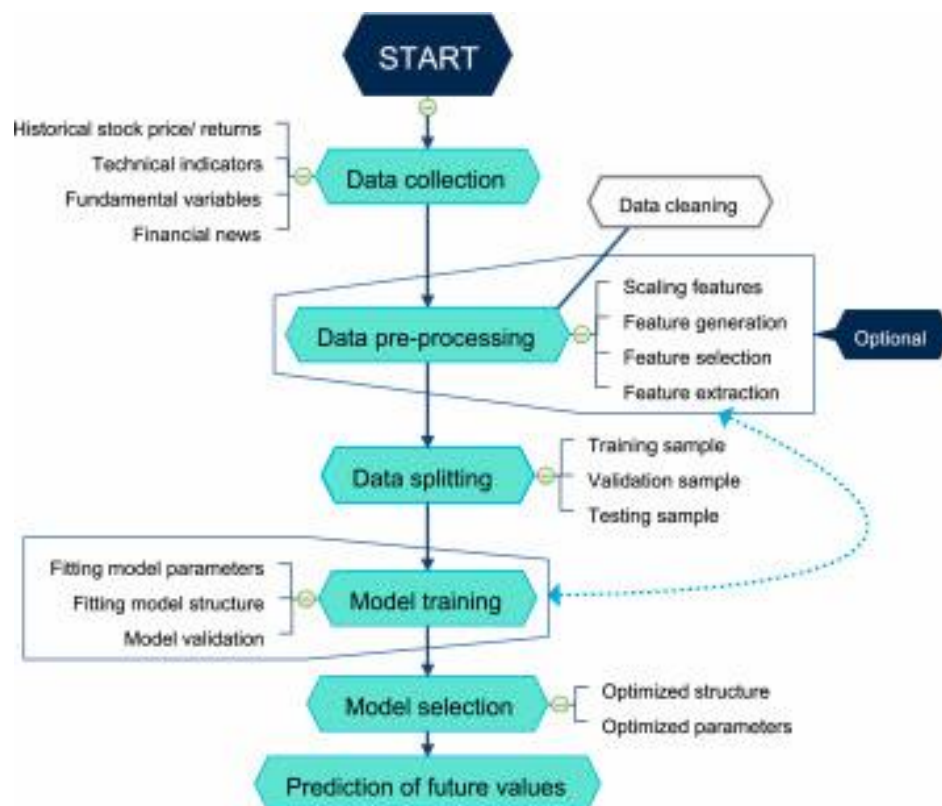 START
Historical stock price/ returns
Technical indicators
Fundamental variables
Financial news
Data collection
Data cleaning
Data pre-processing
Scaling features
Feature generation
Feature selection
Feature extraction
Optional
Data splitting
Training sample
Validation sample
Testing sample
Fitting model parameters
Fitting model structure
Model validation
Model training
Model selection
Optimized structure
Optimized parameters
Prediction of future values